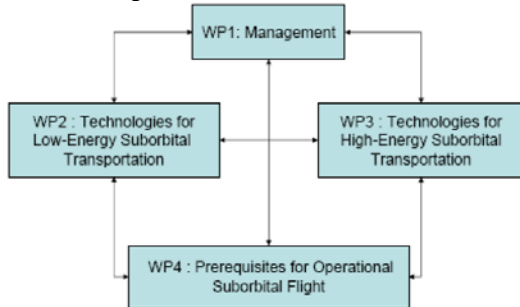 WP1: Management
WP2 : Technologies for
Low-Energy Suborbital
Transportation
WP3 : Technologies for
High-Energy Suborbital
Transportation
WP4 : Prerequisites for Operational
Suborbital Flight